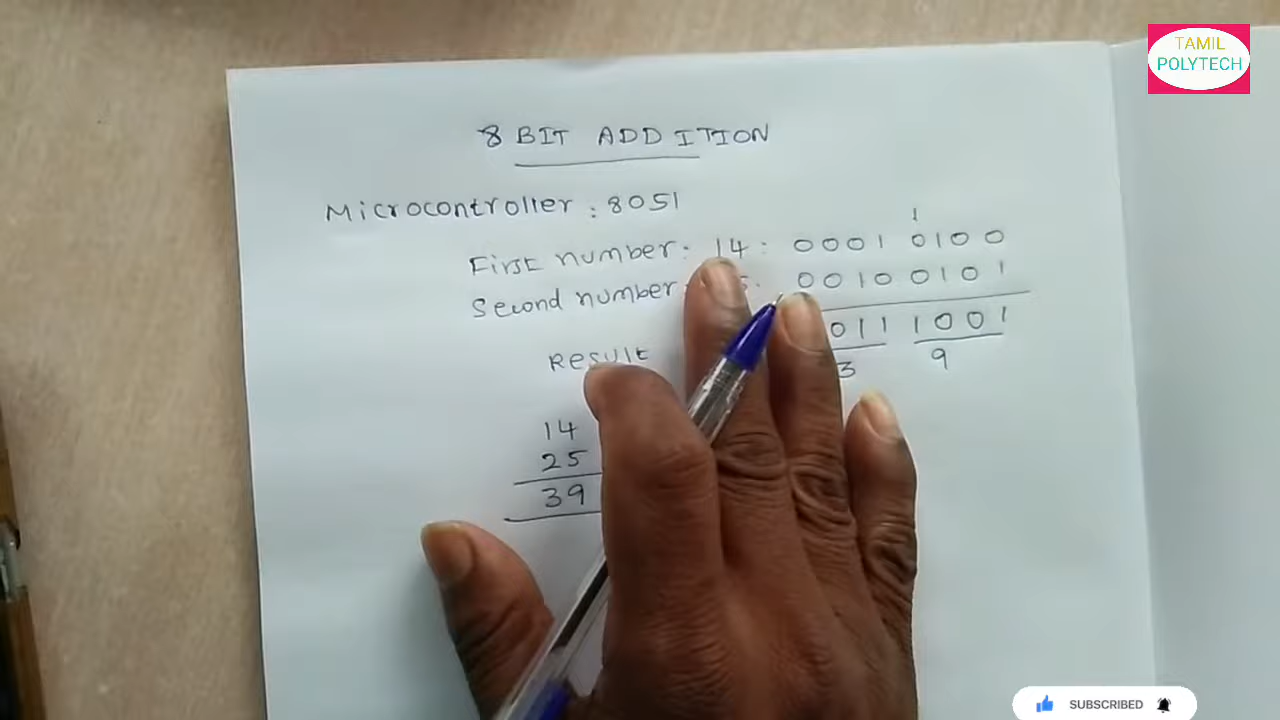 TAMIL
POLYTECH
8 BIT ADDITION
Microcontroller : 8051
1
First number : 14 : 0001 0100
Second number 0010 0101
011 1001
Result
3 9
14
25
39
SUBSCRIBED